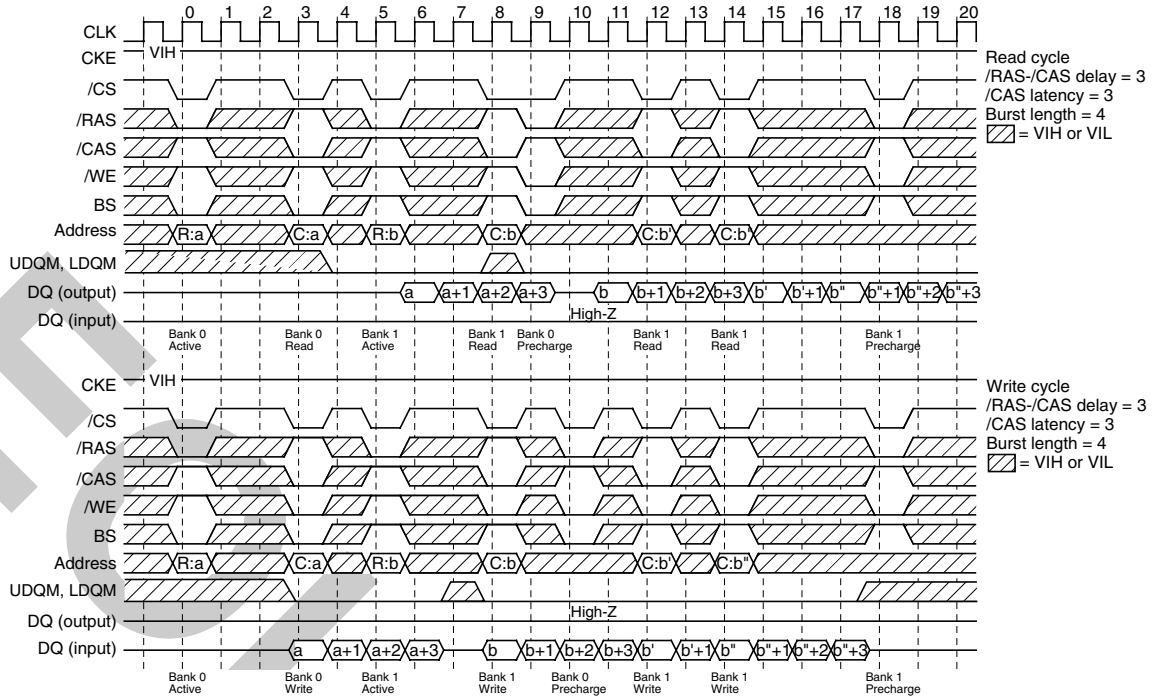 0 1 2 3 4 5 6 7 8 9 10 11 12 13 14 15 16 17 18 19 20
CLK
CKE VIH
/CS
/RAS
/CAS
/WE
BS
Address R:a C:a R:b C:b C:b' C:b"
UDQM, LDQM
DQ (output) a a+1 a+2 a+3 b b+1 b+2 b+3 b' b'+1 b" b"+1 b"+2 b"+3
High-Z
DQ (input)
Bank 0 Bank 0 Bank 1 Bank 1 Bank 0 Bank 1 Bank 1 Bank 1
Active Read Active Read Precharge Read Read Precharge
Read cycle
/RAS-/CAS delay = 3
/CAS latency = 3
Burst length = 4
= VIH or VIL
CKE VIH
/CS
/RAS
/CAS
/WE
BS
Address R:a C:a R:b C:b C:b' C:b"
UDQM, LDQM
High-Z
DQ (output)
DQ (input) a a+1 a+2 a+3 b b+1 b+2 b+3 b' b'+1 b" b"+1 b"+2 b"+3
Bank 0 Bank 0 Bank 1 Bank 1 Bank 0 Bank 1 Bank 1 Bank 1
Active Write Active Write Precharge Write Write Precharge
Write cycle
/RAS-/CAS delay = 3
/CAS latency = 3
Burst length = 4
= VIH or VIL